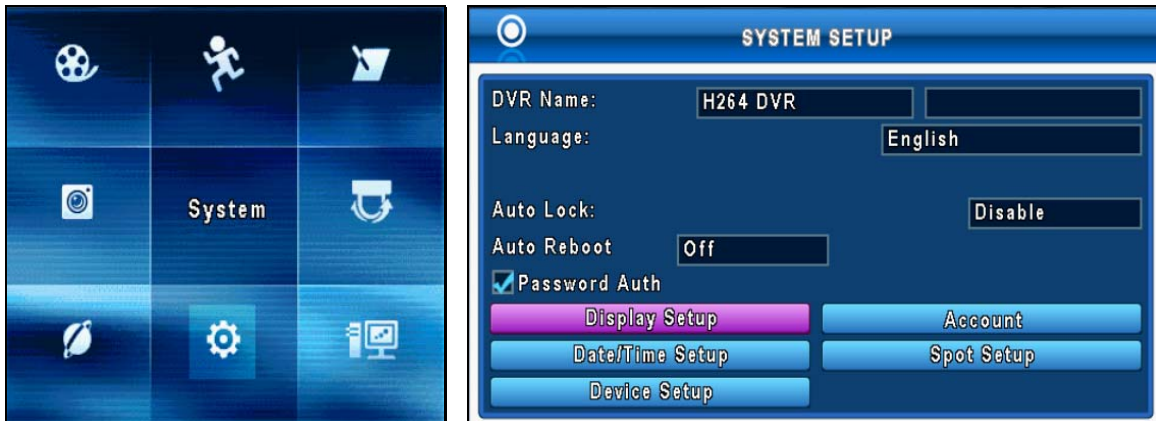 System
SYSTEM SETUP
DVR Name: H264 DVR
Language: English
Auto Lock: Disable
Auto Reboot Off
Password Auth
Display Setup Account
Date/Time Setup Spot Setup
Device Setup